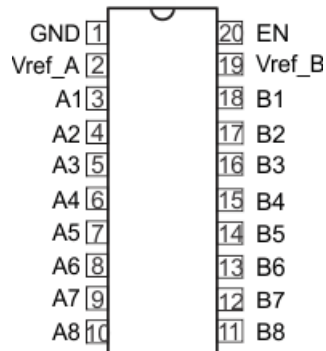 GND 1 20 EN
Vref_A 2 19 Vref_B
A1 3 18 B1
A2 4 17 B2
A3 5 16 B3
A4 6 15 B4
A5 7 14 B5
A6 8 13 B6
A7 9 12 B7
A8 10 11 B8